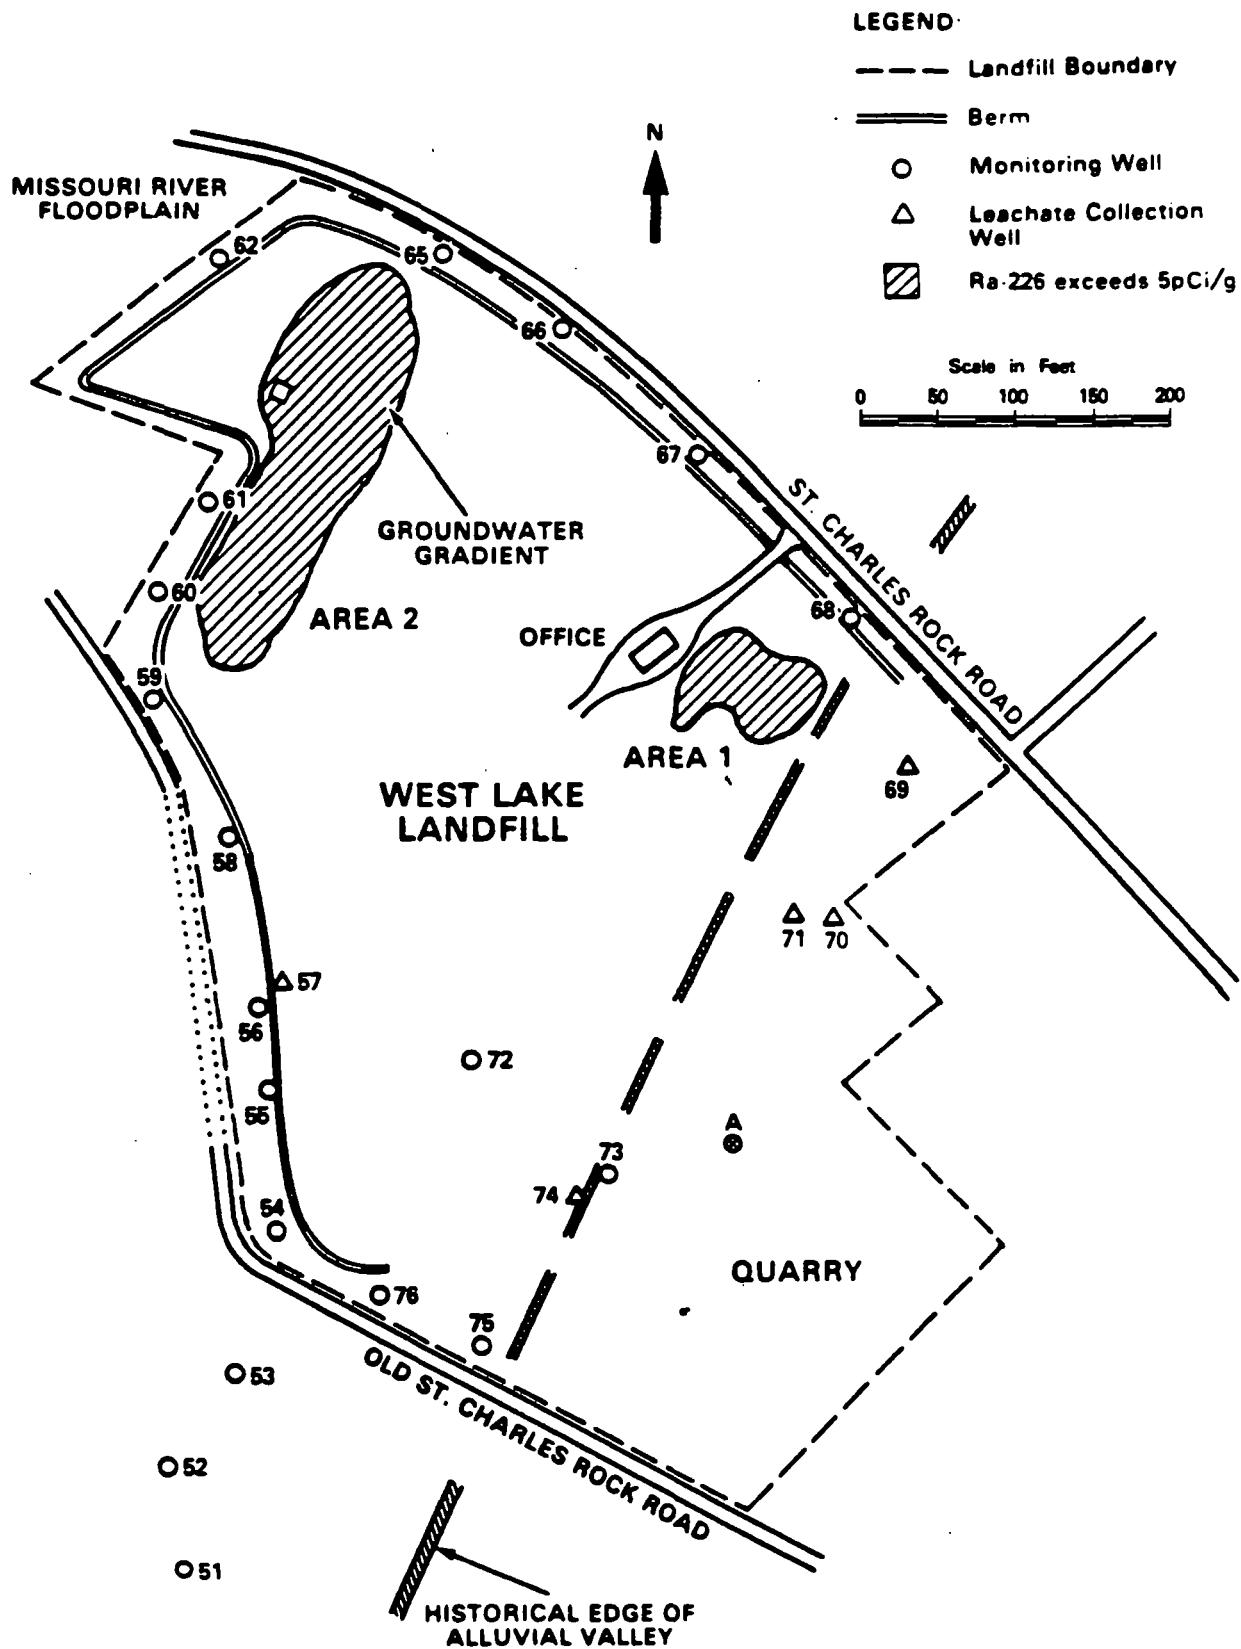 LEGEND
Landfill Boundary
Berm
Monitoring Well
Leachate Collection
Well
Ra-226 exceeds 5pCi/g
N
MISSOURI RIVER
FLOODPLAIN
Scale in Feet
0 50 100 150 200
62
65
66
67
61
60
59
68
GROUNDWATER
GRADIENT
AREA 2
OFFICE
ST. CHARLES ROCK ROAD
AREA 1
69
WEST LAKE
LANDFILL
58
71
70
57
56
72
55
A
73
74
54
QUARRY
76
75
53
OLD ST. CHARLES ROCK ROAD
52
51
HISTORICAL EDGE OF
ALLUVIAL VALLEY